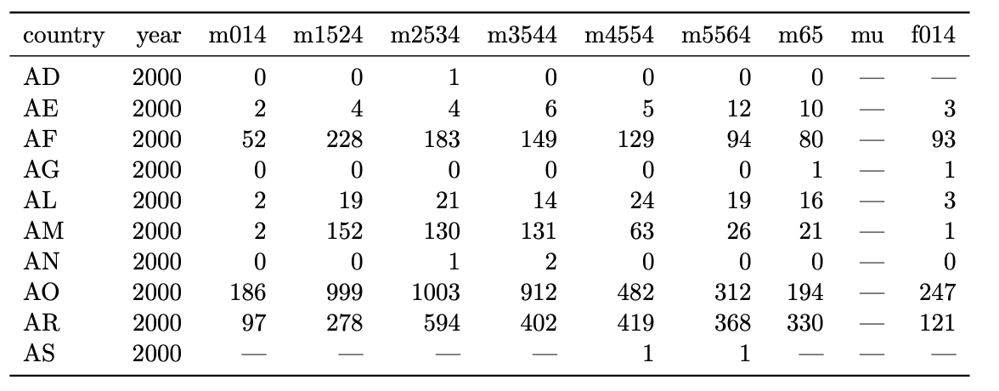 country year m014 m1524 m2534 m3544 m4554 m5564 m65 mu f014
AD 2000 0 0 1 0 0 0 0 — —
AE 2000 2 4 4 6 5 12 10 — 3
AF 2000 52 228 183 149 129 94 80 — 93
AG 2000 0 0 0 0 0 0 1 — 1
AL 2000 2 19 21 14 24 19 16 — 3
AM 2000 2 152 130 131 63 26 21 — 1
AN 2000 0 0 1 2 0 0 0 — 0
AO 2000 186 999 1003 912 482 312 194 — 247
AR 2000 97 278 594 402 419 368 330 — 121
AS 2000 — — — — 1 1 — — —